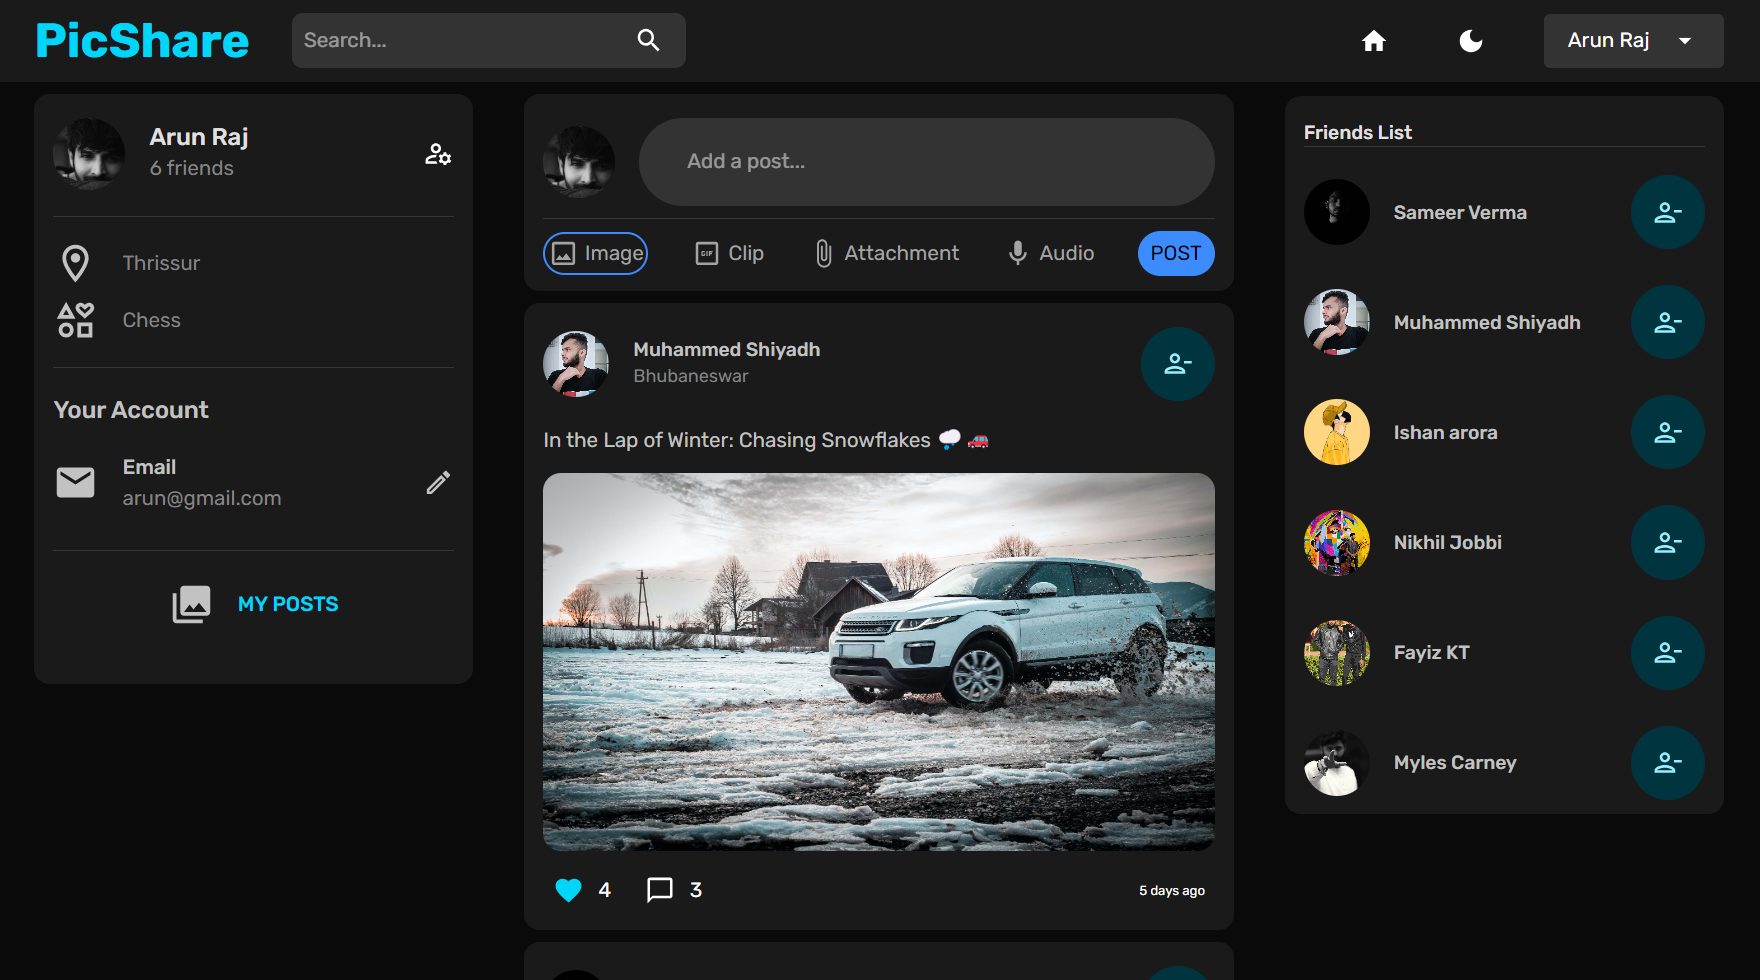 PicShare
Search...
Arun Raj
Arun Raj
6 friends
Thrissur
Chess
Your Account
Email
arun@gmail.com
MY POSTS
Add a post...
Image
GIF
Clip
Attachment
Audio
POST
Muhammed Shiyadh
Bhubaneswar
In the Lap of Winter: Chasing Snowflakes 🌨️ 🚗
4
3
5 days ago
Friends List
Sameer Verma
Muhammed Shiyadh
Ishan arora
Nikhil Jobbi
Fayiz KT
Myles Carney